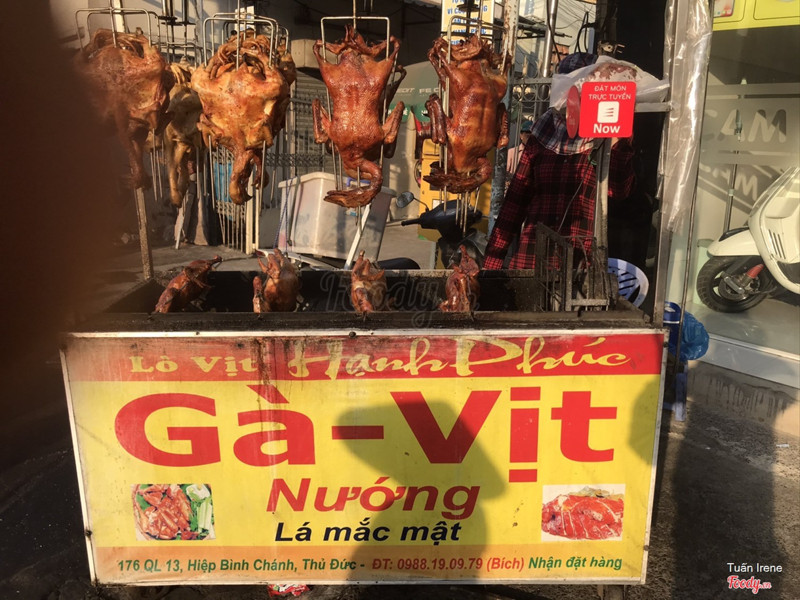 ĐẶT MÓN
TRỰC TUYẾN
Now
Lò Vịt Hạnh Phúc
Gà-Vịt
Nướng
Lá mắc mật
176 QL 13, Hiệp Bình Chánh, Thủ Đức - ĐT: 0988.19.09.79 (Bích) Nhận đặt hàng
Foody
Tuấn Irene
Foody.vn